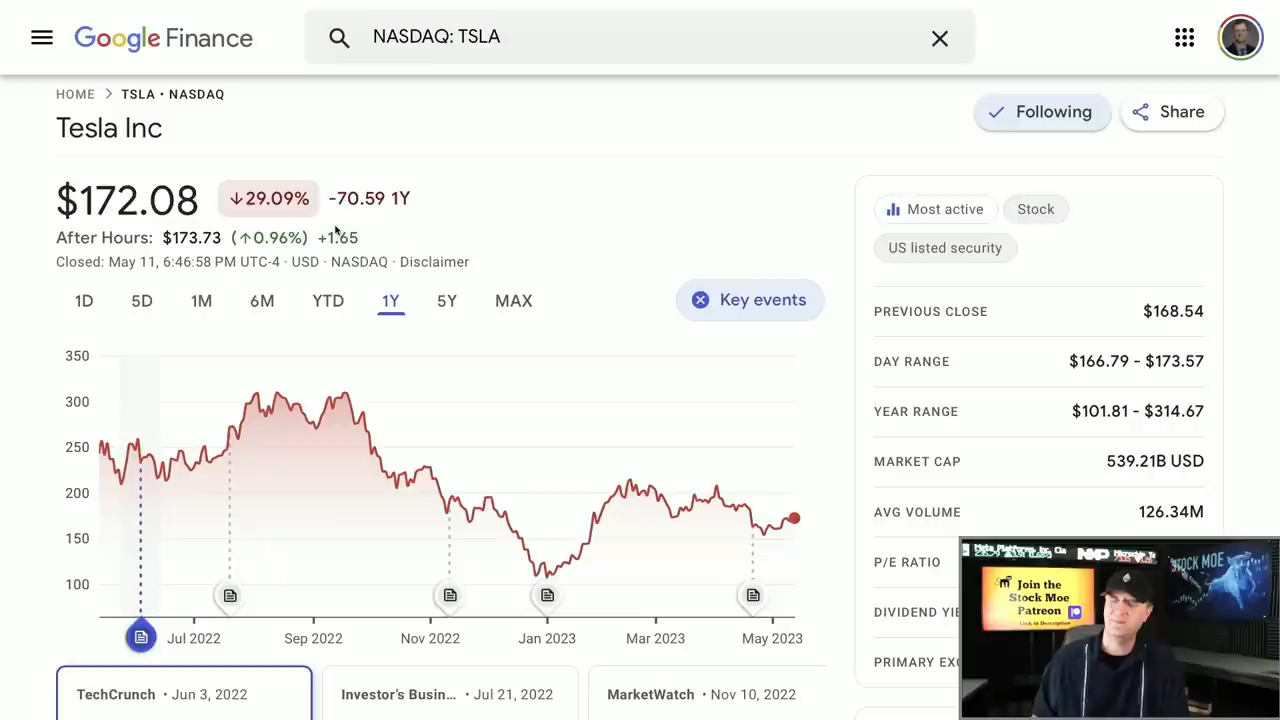 Google Finance
NASDAQ: TSLA
HOME > TSLA • NASDAQ
Tesla Inc
Following
Share
$172.08 ↓29.09% -70.59 1Y
After Hours: $173.73 (↑0.96%) +1.65
Closed: May 11, 6:46:58 PM UTC-4 · USD · NASDAQ · Disclaimer
1D 5D 1M 6M YTD 1Y 5Y MAX
Key events
350
300
250
200
150
100
Jul 2022 Sep 2022 Nov 2022 Jan 2023 Mar 2023 May 2023
TechCrunch • Jun 3, 2022
Investor's Busin... • Jul 21, 2022
MarketWatch • Nov 10, 2022
Most active
Stock
US listed security
PREVIOUS CLOSE $168.54
DAY RANGE $166.79 - $173.57
YEAR RANGE $101.81 - $314.67
MARKET CAP 539.21B USD
AVG VOLUME 126.34M
P/E RATIO
DIVIDEND YIE
PRIMARY EXC
Join the
Stock Moe
Patreon
Link in Description
STOCK MOE